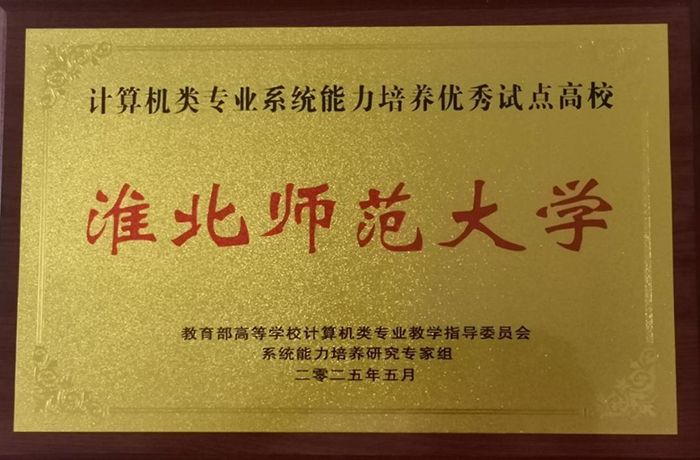 计算机类专业系统能力培养优秀试点高校
淮北师范大学
教育部高等学校计算机类专业教学指导委员会
系统能力培养研究专家组
二零二五年五月